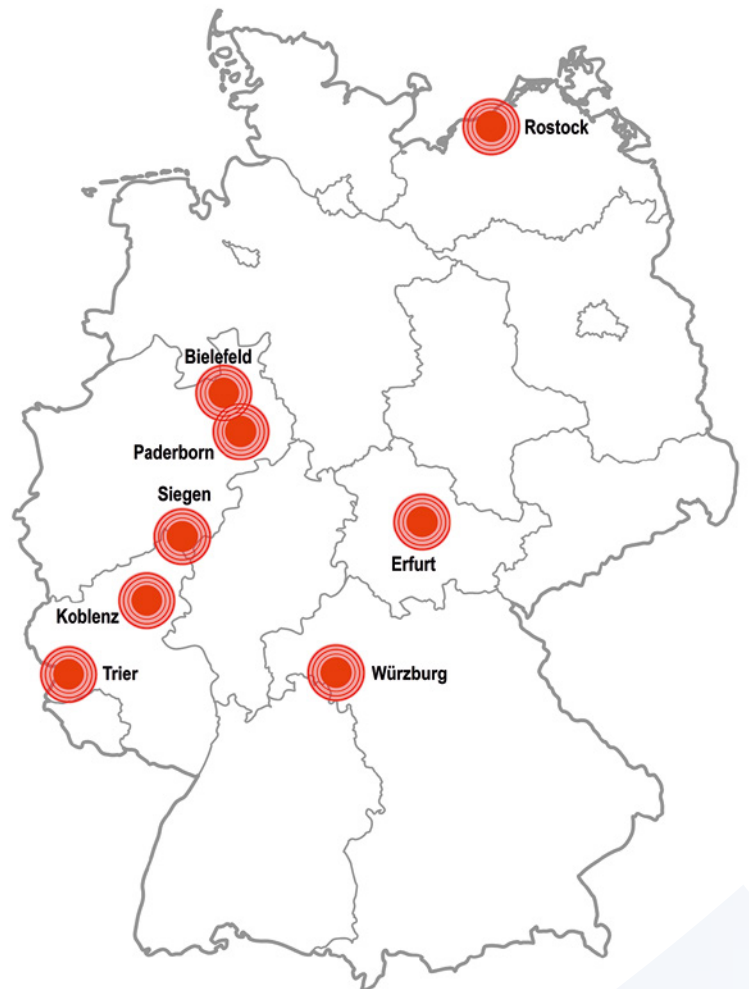 Rostock
Bielefeld
Paderborn
Siegen
Erfurt
Koblenz
Trier
Würzburg